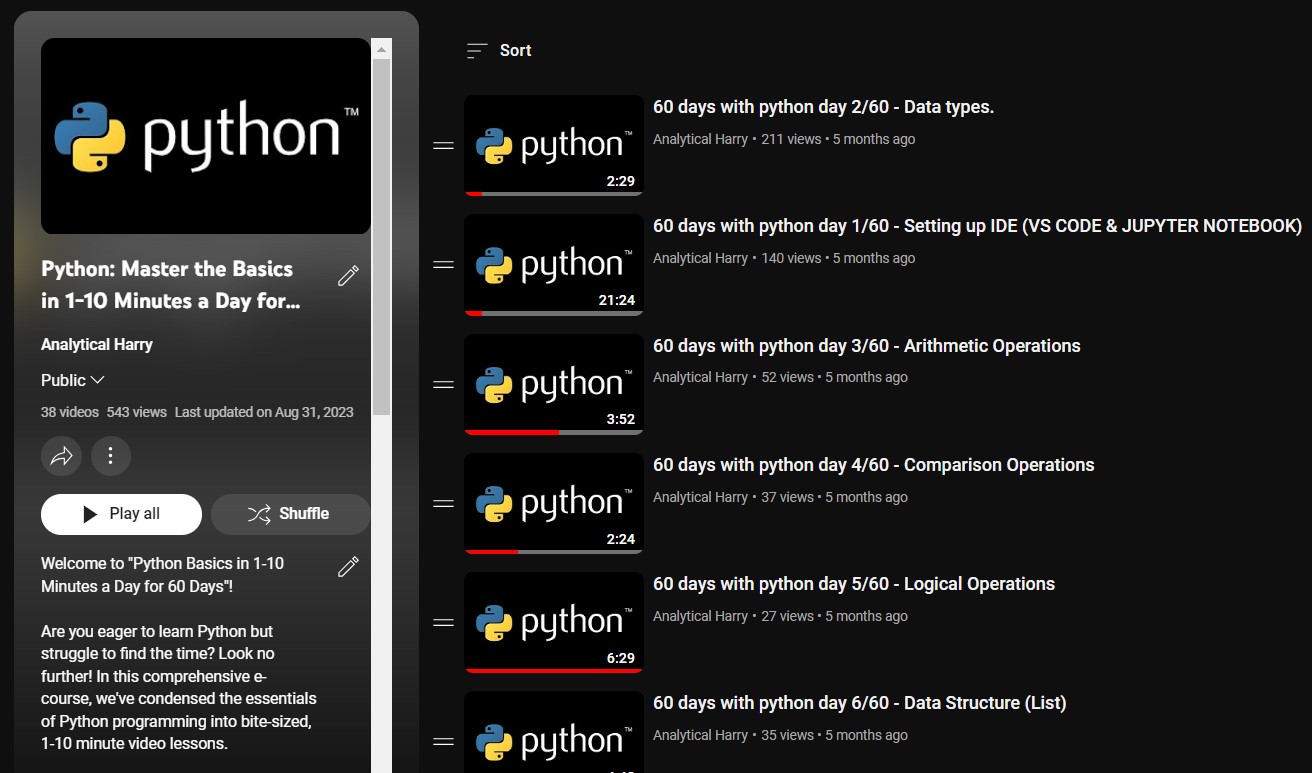 python™
Python: Master the Basics
in 1-10 Minutes a Day for...
Analytical Harry
Public
38 videos 543 views Last updated on Aug 31, 2023
Play all
Shuffle
Welcome to "Python Basics in 1-10
Minutes a Day for 60 Days"!
Are you eager to learn Python but
struggle to find the time? Look no
further! In this comprehensive e-
course, we've condensed the essentials
of Python programming into bite-sized,
1-10 minute video lessons.
Sort
python™
2:29
60 days with python day 2/60 - Data types.
Analytical Harry • 211 views • 5 months ago
python™
21:24
60 days with python day 1/60 - Setting up IDE (VS CODE & JUPYTER NOTEBOOK)
Analytical Harry • 140 views • 5 months ago
python™
3:52
60 days with python day 3/60 - Arithmetic Operations
Analytical Harry • 52 views • 5 months ago
python™
2:24
60 days with python day 4/60 - Comparison Operations
Analytical Harry • 37 views • 5 months ago
python™
6:29
60 days with python day 5/60 - Logical Operations
Analytical Harry • 27 views • 5 months ago
python™
60 days with python day 6/60 - Data Structure (List)
Analytical Harry • 35 views • 5 months ago